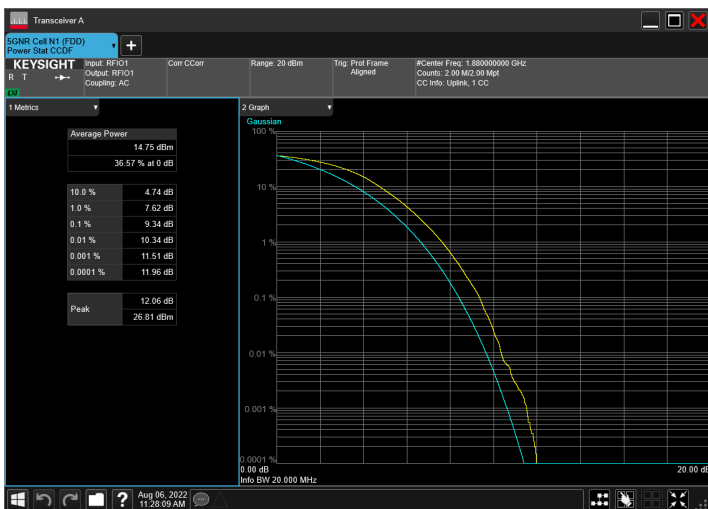 Transceiver A
5GNR Cell N1 (FDD)
Power Stat CCDF
KEYSIGHT
R T
LXI
Input: RFIO1
Output: RFIO1
Coupling: AC
Corr CCorr
Range: 20 dBm
Trig: Prot Frame
Aligned
#Center Freq: 1.880000000 GHz
Counts: 2.00 M/2.00 Mpt
CC Info: Uplink, 1 CC
1 Metrics
Average Power
14.75 dBm
36.57 % at 0 dB
10.0 % 4.74 dB
1.0 % 7.62 dB
0.1 % 9.34 dB
0.01 % 10.34 dB
0.001 % 11.51 dB
0.0001 % 11.96 dB
Peak 12.06 dB
26.81 dBm
2 Graph
Gaussian
100 %
10 %
1 %
0.1 %
0.01 %
0.001 %
0.0001 %
0.00 dB 20.00 dB
Info BW 20.000 MHz
? Aug 06, 2022
11:28:09 AM